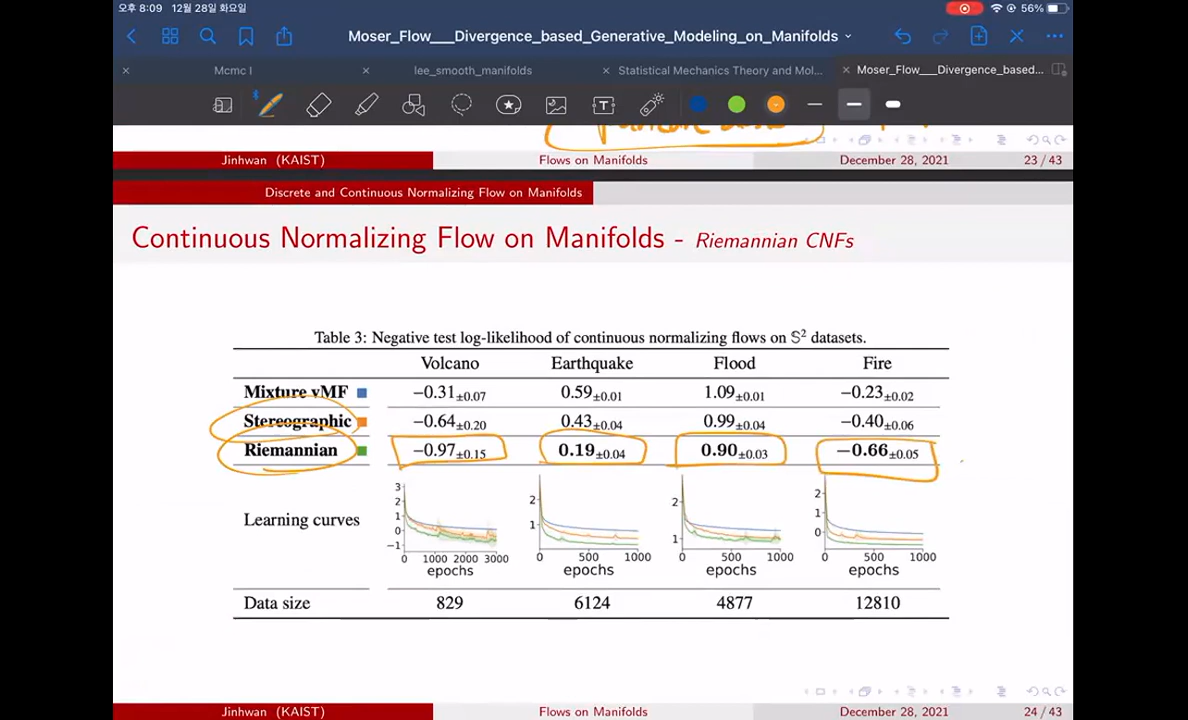 오후 8:09 12월 28일 화요일 56%
Moser_Flow___Divergence_based_Generative_Modeling_on_Manifolds
Mcmc I lee_smooth_manifolds Statistical Mechanics Theory and Mol... Moser_Flow___Divergence_based...
Jinhwan (KAIST) Flows on Manifolds December 28, 2021 23 / 43
Discrete and Continuous Normalizing Flow on Manifolds
Continuous Normalizing Flow on Manifolds - Riemannian CNFs
Table 3: Negative test log-likelihood of continuous normalizing flows on 𝕊² datasets.
Volcano Earthquake Flood Fire
Mixture vMF −0.31±0.07 0.59±0.01 1.09±0.01 −0.23±0.02
Stereographic −0.64±0.20 0.43±0.04 0.99±0.04 −0.40±0.06
Riemannian −0.97±0.15 0.19±0.04 0.90±0.03 −0.66±0.05
Learning curves
3 2 1 0 −1 0 1000 2000 3000 epochs
2 1 0 500 1000 epochs
2 1 0 500 1000 epochs
2 1 0 0 500 1000 epochs
Data size 829 6124 4877 12810
Jinhwan (KAIST) Flows on Manifolds December 28, 2021 24 / 43